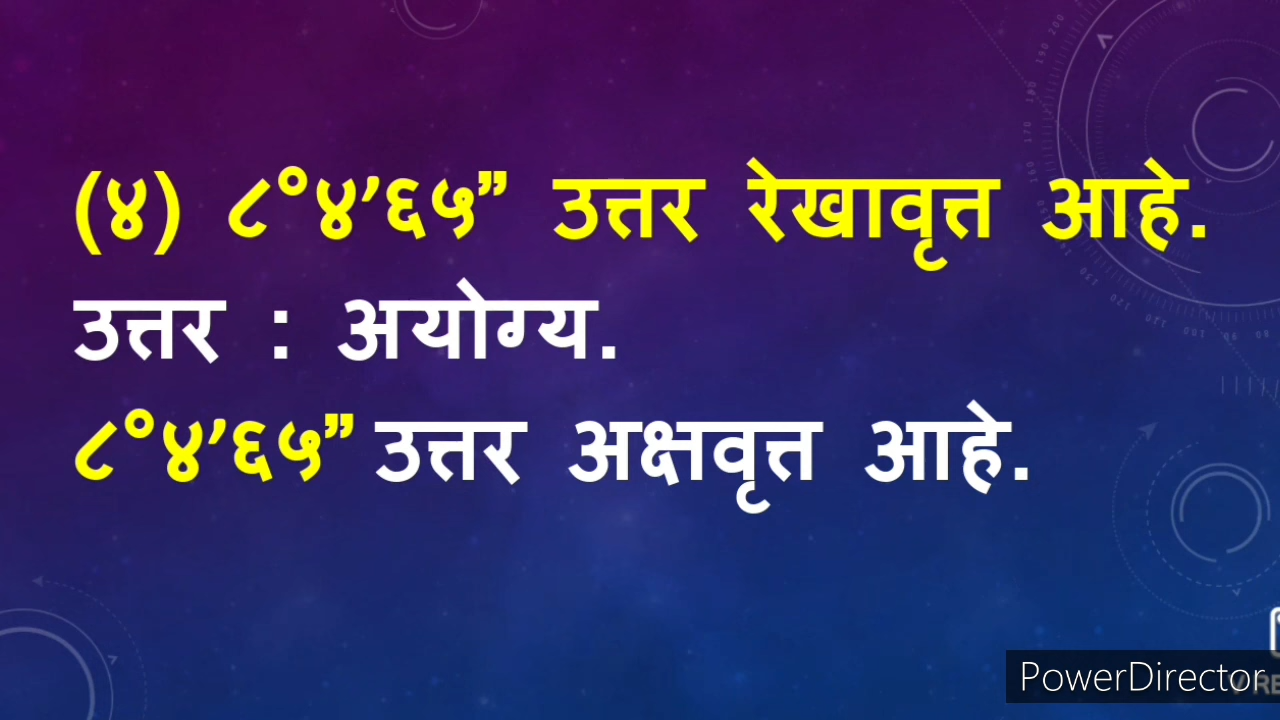 (४) ८°४’६५” उत्तर रेखावृत्त आहे.
उत्तर : अयोग्य.
८°४’६५” उत्तर अक्षवृत्त आहे.
PowerDirector